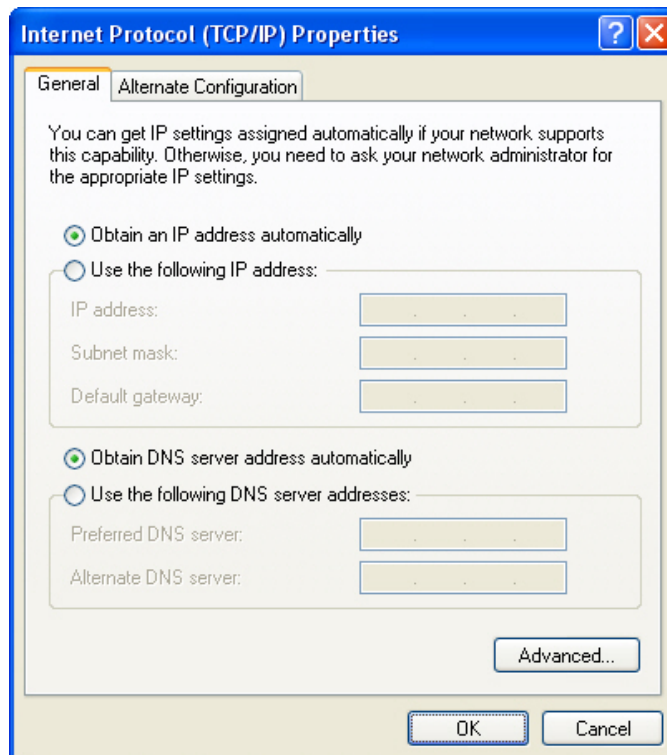 Internet Protocol (TCP/IP) Properties
General
Alternate Configuration
You can get IP settings assigned automatically if your network supports
this capability. Otherwise, you need to ask your network administrator for
the appropriate IP settings.
Obtain an IP address automatically
Use the following IP address:
IP address:
Subnet mask:
Default gateway:
Obtain DNS server address automatically
Use the following DNS server addresses:
Preferred DNS server:
Alternate DNS server:
Advanced...
OK
Cancel